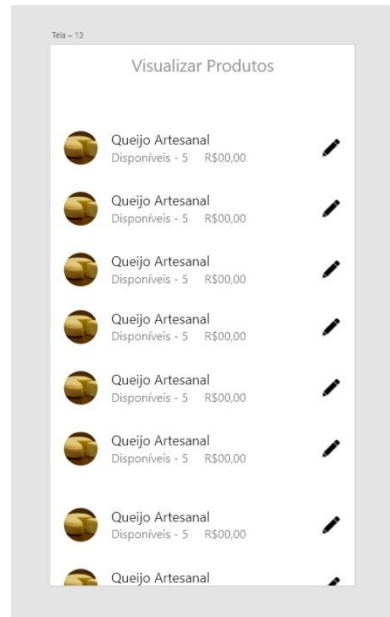 Tela – 13
Visualizar Produtos
Queijo Artesanal
Disponíveis - 5 R$00,00
Queijo Artesanal
Disponíveis - 5 R$00,00
Queijo Artesanal
Disponíveis - 5 R$00,00
Queijo Artesanal
Disponíveis - 5 R$00,00
Queijo Artesanal
Disponíveis - 5 R$00,00
Queijo Artesanal
Disponíveis - 5 R$00,00
Queijo Artesanal
Disponíveis - 5 R$00,00
Queijo Artesanal